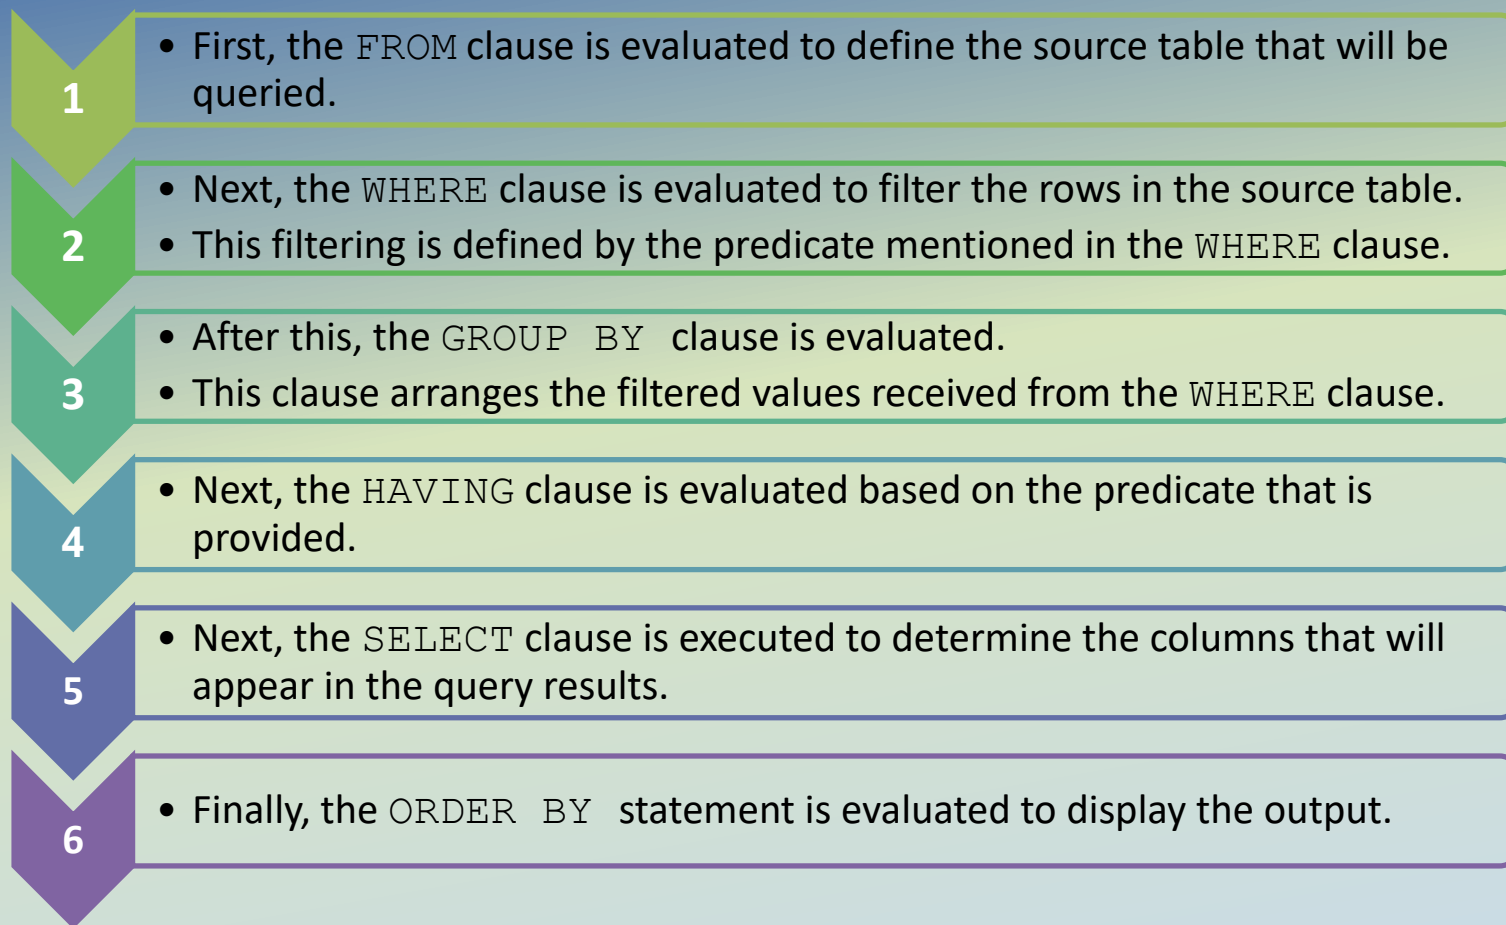 1
• First, the FROM clause is evaluated to define the source table that will be
queried.
2
• Next, the WHERE clause is evaluated to filter the rows in the source table.
• This filtering is defined by the predicate mentioned in the WHERE clause.
3
• After this, the GROUP BY clause is evaluated.
• This clause arranges the filtered values received from the WHERE clause.
4
• Next, the HAVING clause is evaluated based on the predicate that is
provided.
5
• Next, the SELECT clause is executed to determine the columns that will
appear in the query results.
6
• Finally, the ORDER BY statement is evaluated to display the output.